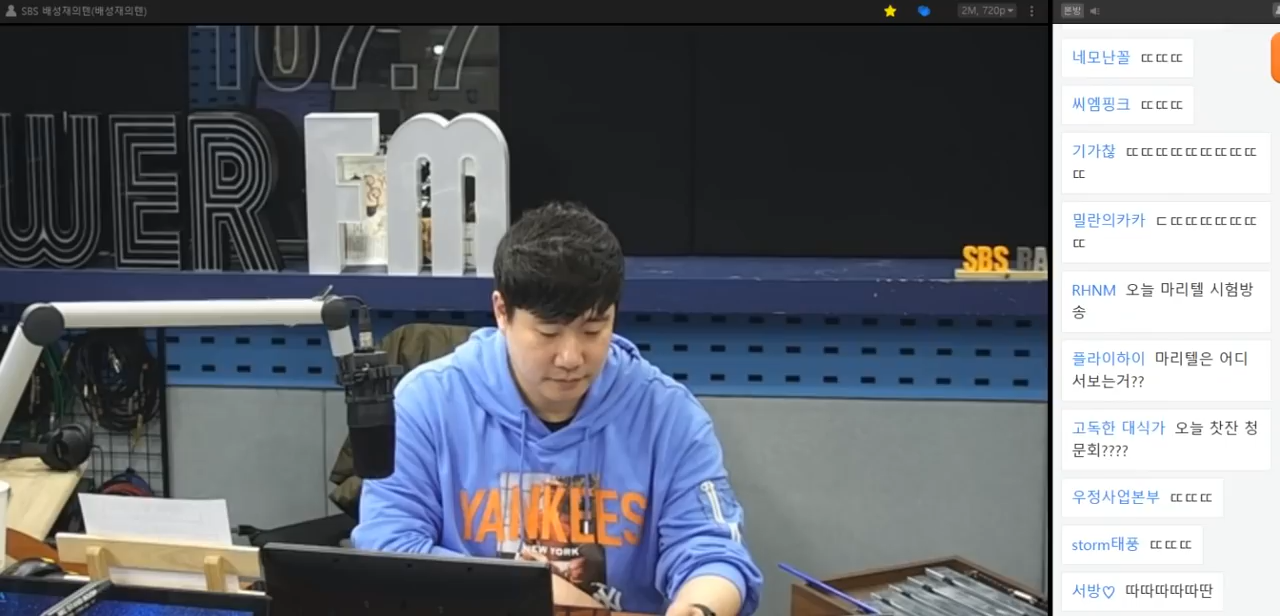 SBS 배성재의텐(배성재의텐)
2M, 720p
본방
107.7
WER FM
SBS RA
YANKEES
NEW YORK
네모난꼴 ㄸㄸㄸ
씨엠핑크 ㄸㄸㄸ
기가찮 ㄸㄸㄸㄸㄸㄸㄸㄸㄸ
ㄸ
밀란의카카 ㄷㄸㄸㄸㄸㄸㄸ
ㄸ
RHNM 오늘 마리텔 시험방
송
플라이하이 마리텔은 어디
서보는거??
고독한 대식가 오늘 찻잔 청
문회????
우정사업본부 ㄸㄸㄸ
storm태풍 ㄸㄸㄸ
서방♡ 따따따따따딴